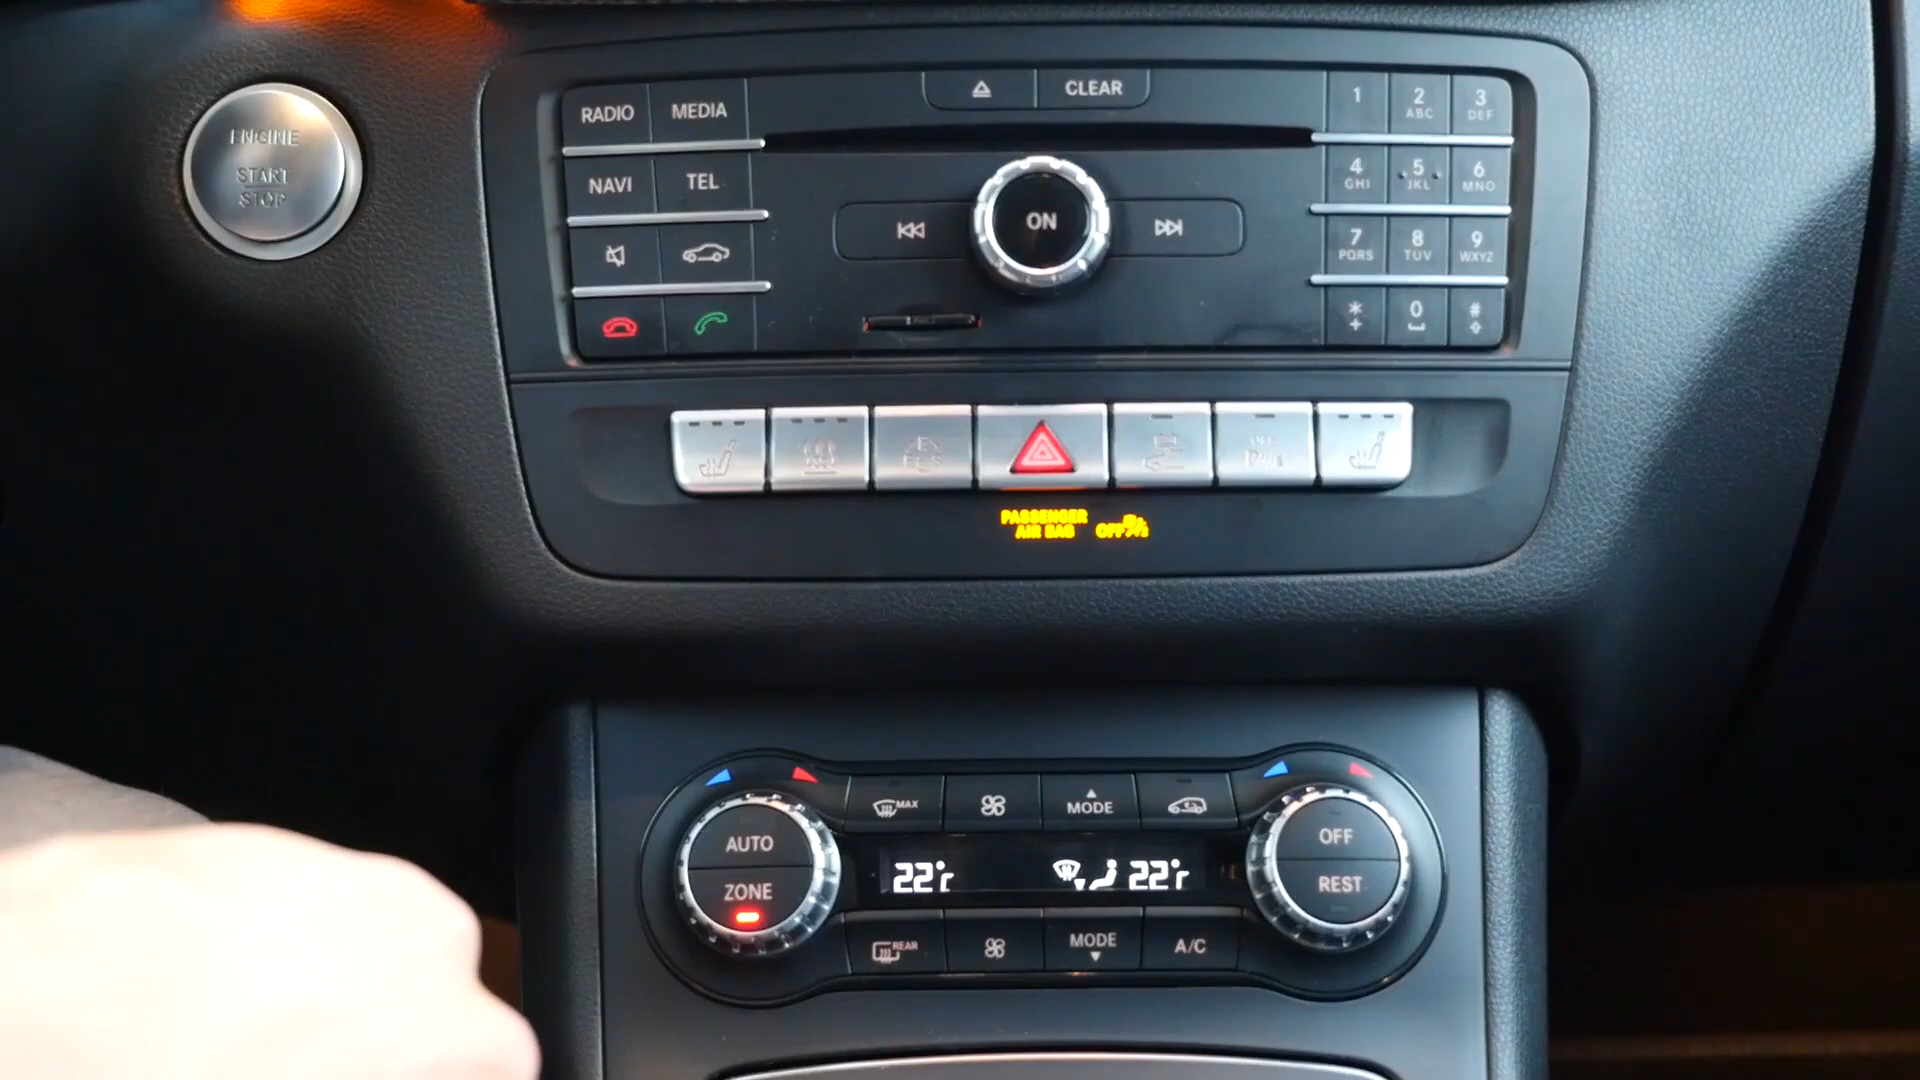 ENGINE
START
STOP
RADIO
MEDIA
CLEAR
1
2
ABC
3
DEF
NAVI
TEL
ON
4
GHI
5
JKL
6
MNO
7
PQRS
8
TUV
9
WXYZ
*
+
0
#
PASSENGER
AIR BAG OFF
MAX
MODE
AUTO
ZONE
22°
22°
OFF
REST
REAR
MODE
A/C